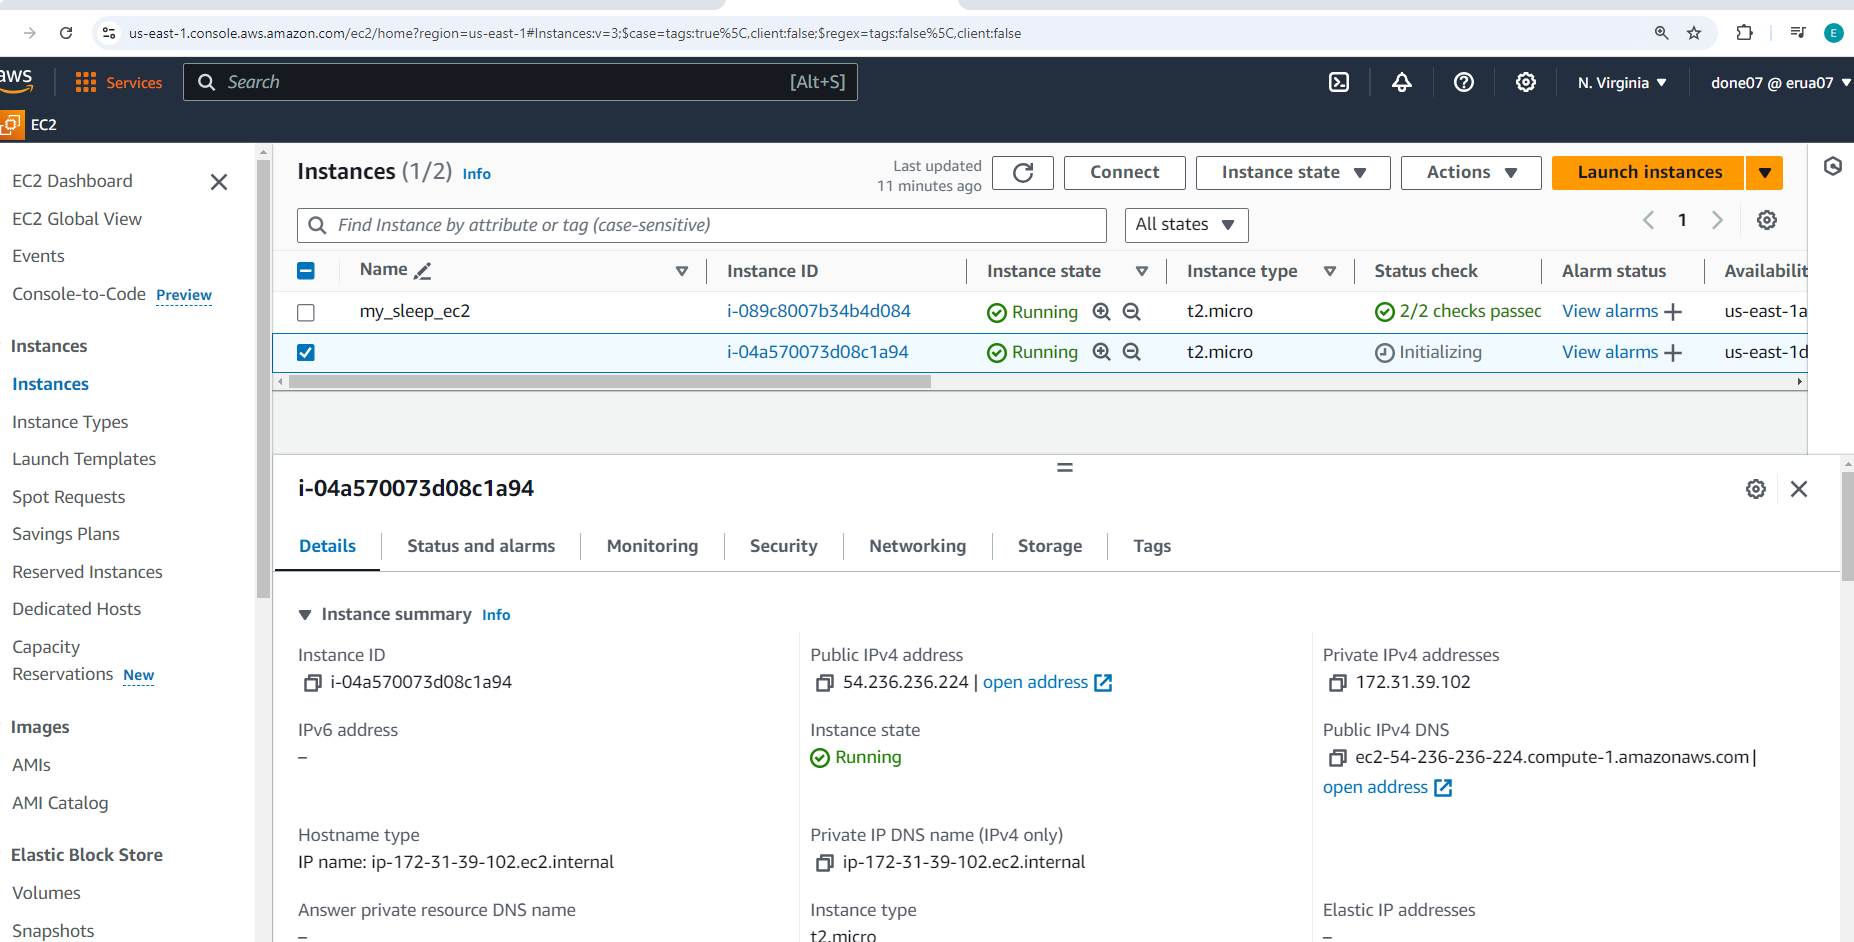 us-east-1.console.aws.amazon.com/ec2/home?region=us-east-1#Instances:v=3;$case=tags:true%5C,client:false;$regex=tags:false%5C,client:false
E
aws
Services
Search
[Alt+S]
N. Virginia
done07 @ erua07
EC2
EC2 Dashboard
EC2 Global View
Events
Console-to-Code Preview
Instances
Instances
Instance Types
Launch Templates
Spot Requests
Savings Plans
Reserved Instances
Dedicated Hosts
Capacity
Reservations New
Images
AMIs
AMI Catalog
Elastic Block Store
Volumes
Snapshots
Instances (1/2) Info
Last updated
11 minutes ago
Connect
Instance state
Actions
Launch instances
Find Instance by attribute or tag (case-sensitive)
All states
1
Name Instance ID Instance state Instance type Status check Alarm status Availabilit
my_sleep_ec2 i-089c8007b34b4d084 Running t2.micro 2/2 checks passec View alarms us-east-1a
i-04a570073d08c1a94 Running t2.micro Initializing View alarms us-east-1d
i-04a570073d08c1a94
Details Status and alarms Monitoring Security Networking Storage Tags
Instance summary Info
Instance ID
i-04a570073d08c1a94
Public IPv4 address
54.236.236.224 | open address
Private IPv4 addresses
172.31.39.102
IPv6 address
–
Instance state
Running
Public IPv4 DNS
ec2-54-236-236-224.compute-1.amazonaws.com |
open address
Hostname type
IP name: ip-172-31-39-102.ec2.internal
Private IP DNS name (IPv4 only)
ip-172-31-39-102.ec2.internal
Answer private resource DNS name
–
Instance type
t2.micro
Elastic IP addresses
–